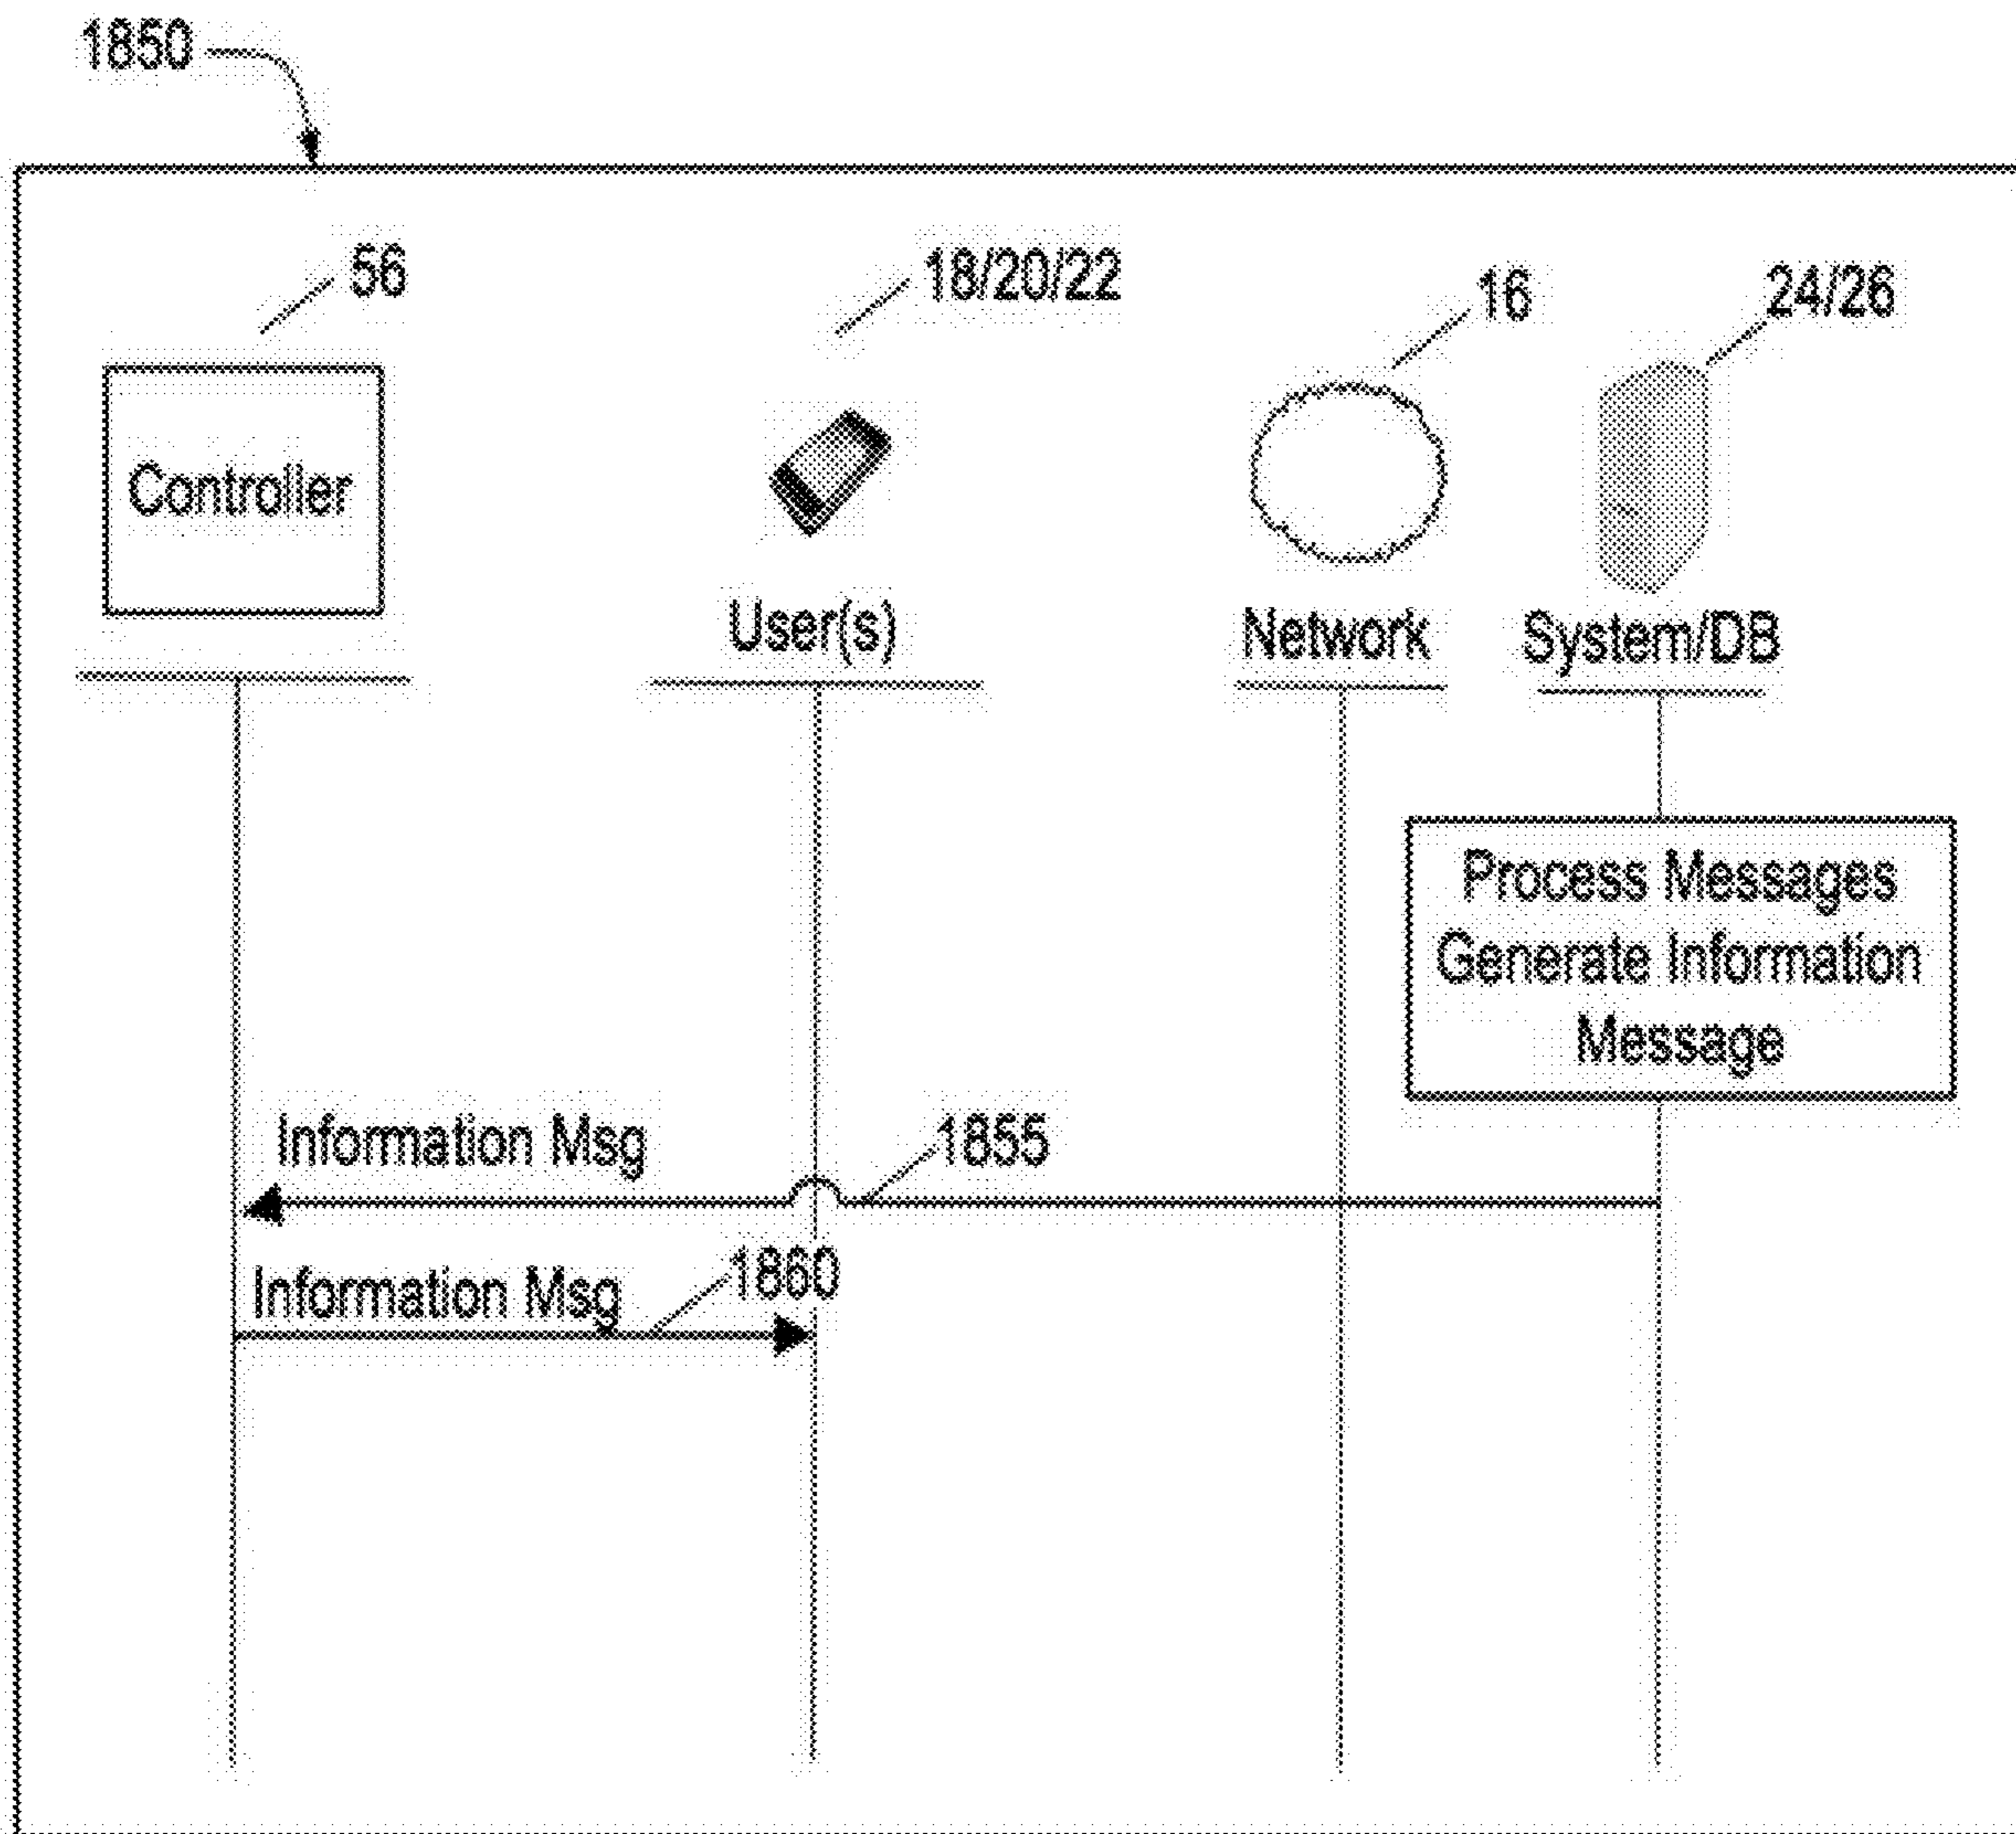 1850
56
18/20/22
16
24/26
Controller
User(s)
Network
System/DB
Process Messages
Generate Information
Message
Information Msg
1855
Information Msg
1860